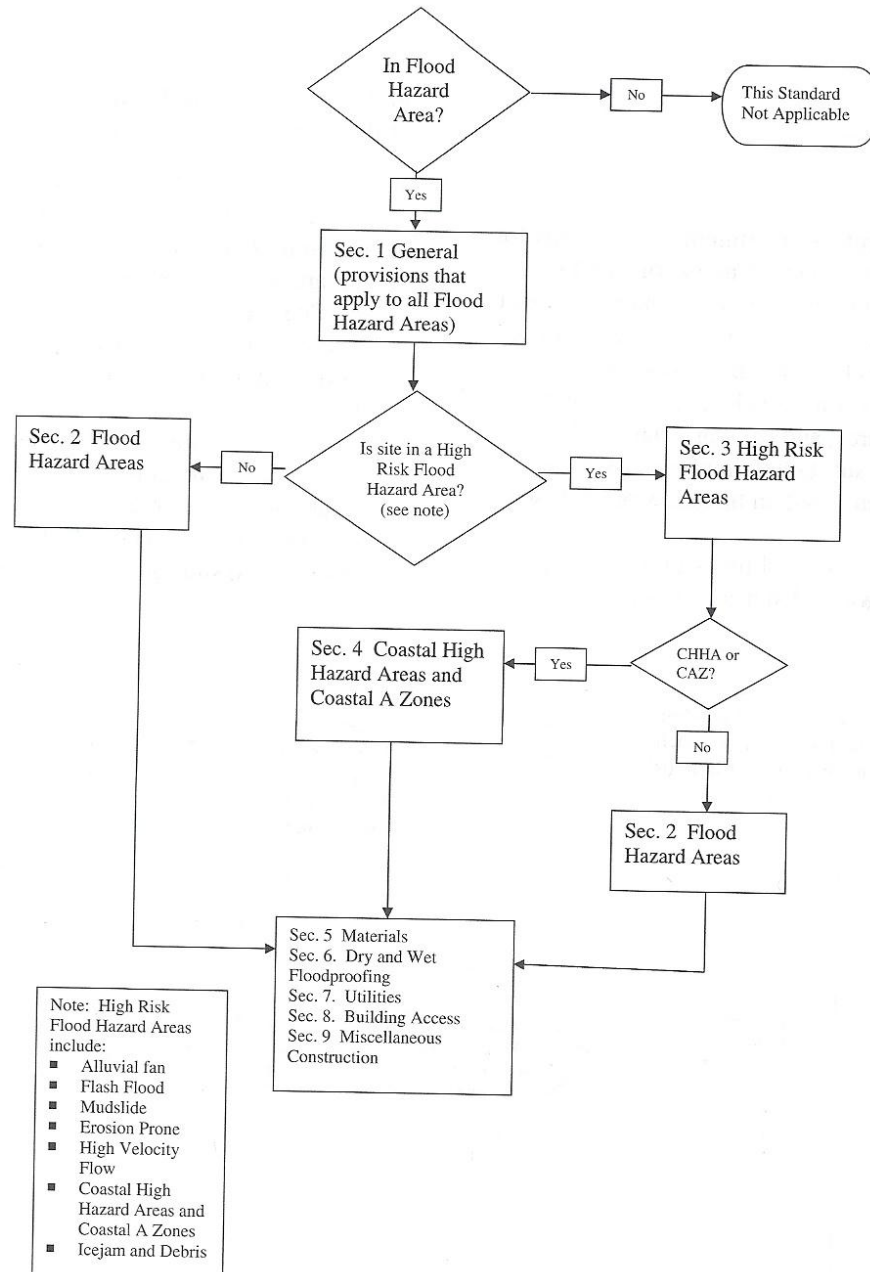 In Flood
Hazard
Area?
No
This Standard
Not Applicable
Yes
Sec. 1 General
(provisions that
apply to all Flood
Hazard Areas)
Sec. 2 Flood
Hazard Areas
No
Is site in a High
Risk Flood
Hazard Area?
(see note)
Yes
Sec. 3 High Risk
Flood Hazard
Areas
Sec. 4 Coastal High
Hazard Areas and
Coastal A Zones
Yes
CHHA or
CAZ?
No
Sec. 2 Flood
Hazard Areas
Sec. 5 Materials
Sec. 6. Dry and Wet
Floodproofing
Sec. 7. Utilities
Sec. 8. Building Access
Sec. 9 Miscellaneous
Construction
Note: High Risk
Flood Hazard Areas
include:
■ Alluvial fan
■ Flash Flood
■ Mudslide
■ Erosion Prone
■ High Velocity
Flow
■ Coastal High
Hazard Areas and
Coastal A Zones
■ Icejam and Debris